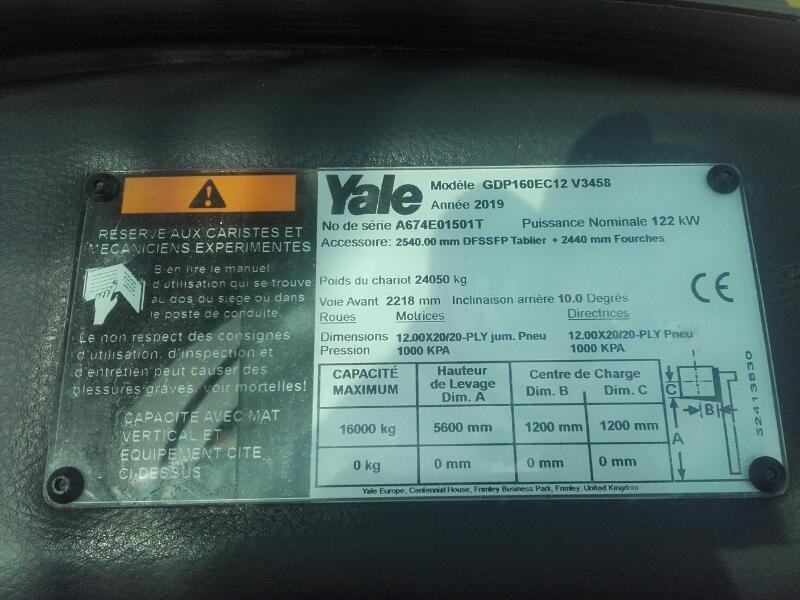 RÉSERVÉ AUX CARISTES ET
MÉCANICIENS EXPÉRIMENTÉS
Bien lire le manuel
d'utilisation qui se trouve
au dos du siège ou dans
le poste de conduite.
Le non respect des consignes
d'utilisation, d'inspection et
d'entretien peut causer des
blessures graves, voir mortelles!
CAPACITÉ AVEC MAT
VERTICAL ET
ÉQUIPEMENT CITÉ
CI-DESSUS
Yale Modèle GDP160EC12 V3458
Année 2019
No de série A674E01501T Puissance Nominale 122 kW
Accessoire: 2540.00 mm DFSSFP Tablier + 2440 mm Fourches
Poids du chariot 24050 kg
Voie Avant 2218 mm Inclinaison arrière 10.0 Degrés
Roues Motrices Directrices
Dimensions 12.00X20/20-PLY jum. Pneu 12.00X20/20-PLY Pneu
Pression 1000 KPA 1000 KPA
CAPACITÉ MAXIMUM Hauteur de Levage Dim. A Centre de Charge Dim. B Dim. C
16000 kg 5600 mm 1200 mm 1200 mm
0 kg 0 mm 0 mm 0 mm
C
B
A
CE
52413830
Yale Europe, Centennial House, Frimley Business Park, Frimley, United Kingdom